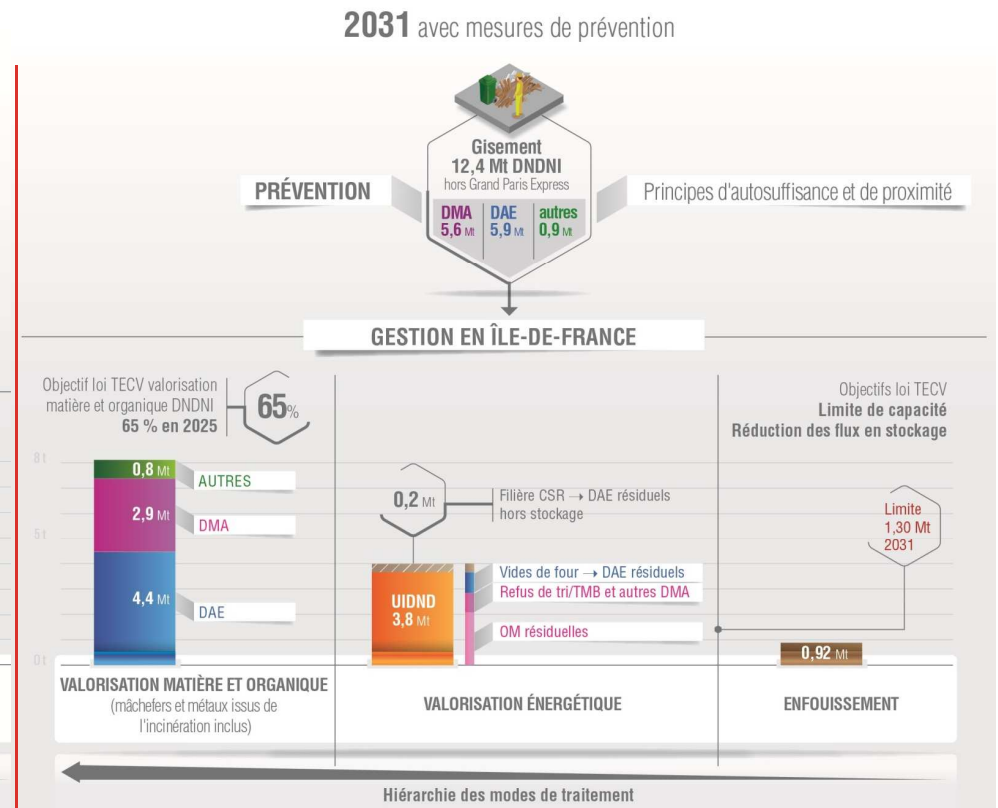 2031 avec mesures de prévention
Gisement
12,4 Mt DNDNI
hors Grand Paris Express
PRÉVENTION
Principes d'autosuffisance et de proximité
DMA
5,6 Mt
DAE
5,9 Mt
autres
0,9 Mt
GESTION EN ÎLE-DE-FRANCE
Objectif loi TECV valorisation
matière et organique DNDNI
65 % en 2025
65%
Objectifs loi TECV
Limite de capacité
Réduction des flux en stockage
8 t
5 t
0 t
0,8 Mt
AUTRES
2,9 Mt
DMA
4,4 Mt
DAE
0,2 Mt
Filière CSR → DAE résiduels
hors stockage
UIDND
3,8 Mt
Vides de four → DAE résiduels
Refus de tri/TMB et autres DMA
OM résiduelles
Limite
1,30 Mt
2031
0,92 Mt
VALORISATION MATIÈRE ET ORGANIQUE
(mâchefers et métaux issus de
l'incinération inclus)
VALORISATION ÉNERGÉTIQUE
ENFOUISSEMENT
Hiérarchie des modes de traitement